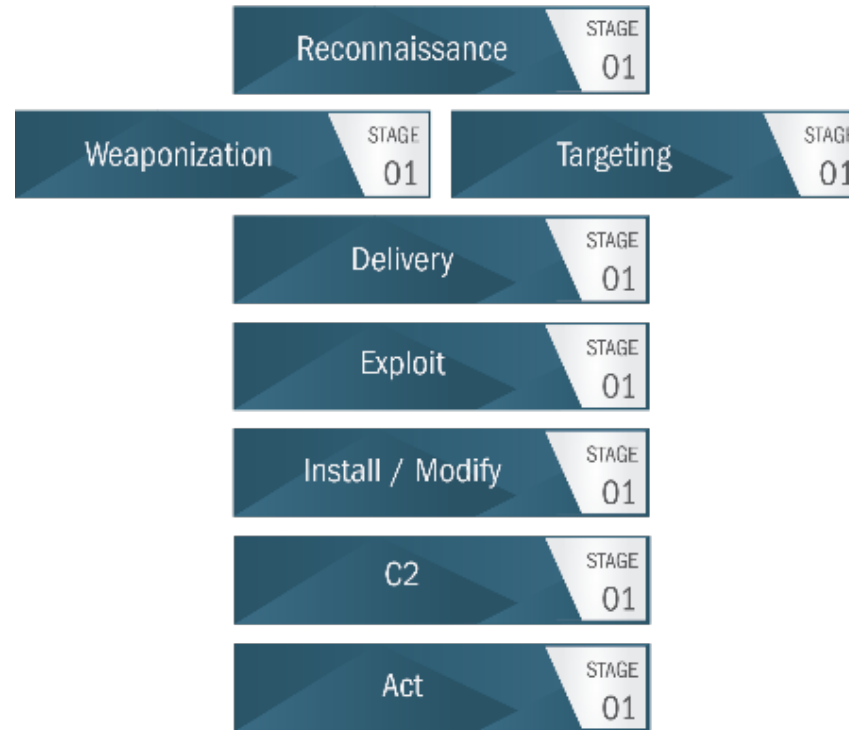 Reconnaissance
STAGE
01
Weaponization
STAGE
01
Targeting
STAGE
01
Delivery
STAGE
01
Exploit
STAGE
01
Install / Modify
STAGE
01
C2
STAGE
01
Act
STAGE
01